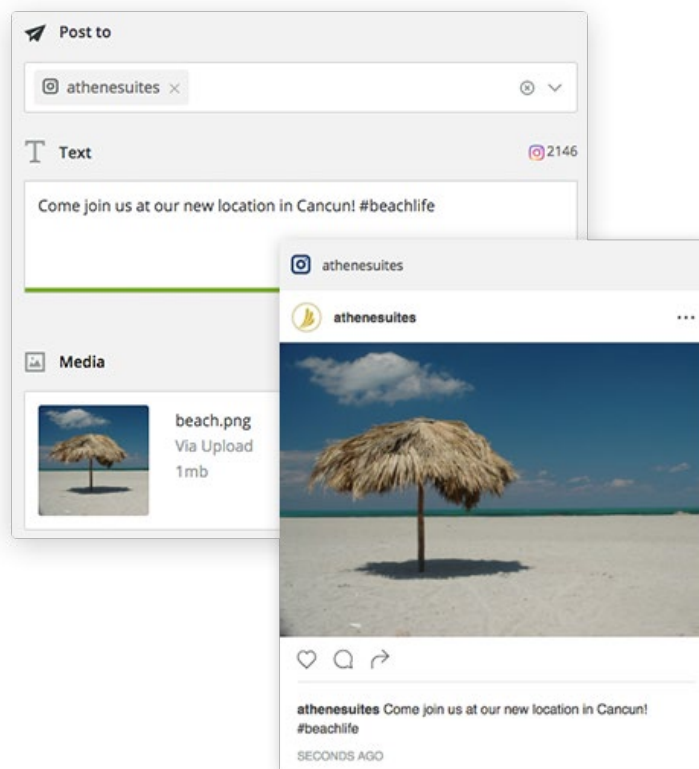 Post to
athenesuites
Text
2146
Come join us at our new location in Cancun! #beachlife
Media
beach.png
Via Upload
1mb
athenesuites
athenesuites
athenesuites Come join us at our new location in Cancun!
#beachlife
SECONDS AGO